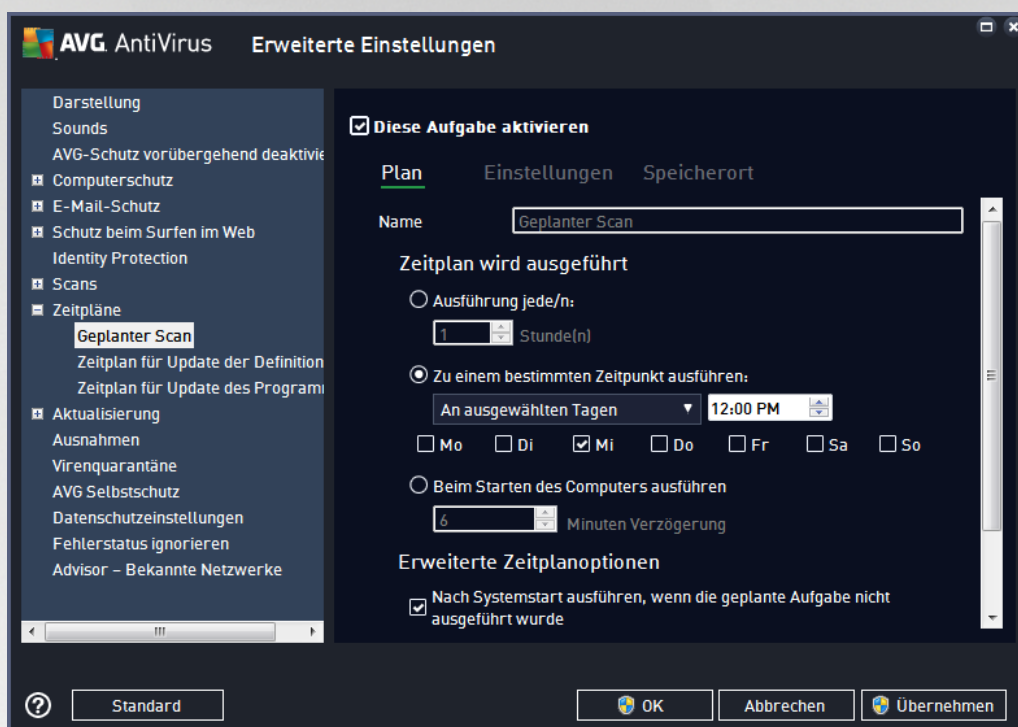 AVG AntiVirus Erweiterte Einstellungen
Darstellung
Sounds
AVG-Schutz vorübergehend deaktivie
Computerschutz
E-Mail-Schutz
Schutz beim Surfen im Web
Identity Protection
Scans
Zeitpläne
Geplanter Scan
Zeitplan für Update der Definition
Zeitplan für Update des Program
Aktualisierung
Ausnahmen
Virenquarantäne
AVG Selbstschutz
Datenschutzeinstellungen
Fehlerstatus ignorieren
Advisor – Bekannte Netzwerke
Diese Aufgabe aktivieren
Plan Einstellungen Speicherort
Name Geplanter Scan
Zeitplan wird ausgeführt
Ausführung jede/n:
1 Stunde(n)
Zu einem bestimmten Zeitpunkt ausführen:
An ausgewählten Tagen 12:00 PM
Mo Di Mi Do Fr Sa So
Beim Starten des Computers ausführen
6 Minuten Verzögerung
Erweiterte Zeitplanoptionen
Nach Systemstart ausführen, wenn die geplante Aufgabe nicht
ausgeführt wurde
? Standard OK Abbrechen Übernehmen